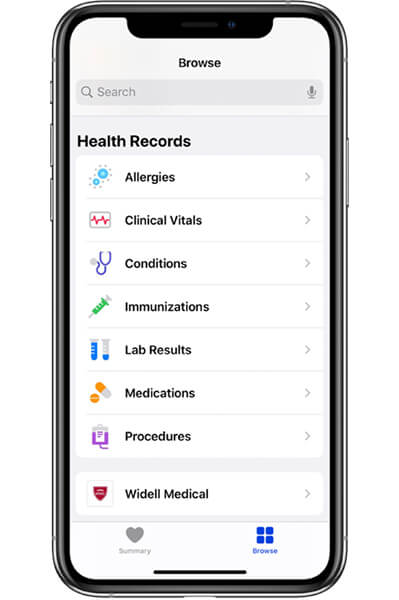 Browse
Search
Health Records
Allergies
Clinical Vitals
Conditions
Immunizations
Lab Results
Medications
Procedures
Widell Medical
Summary
Browse